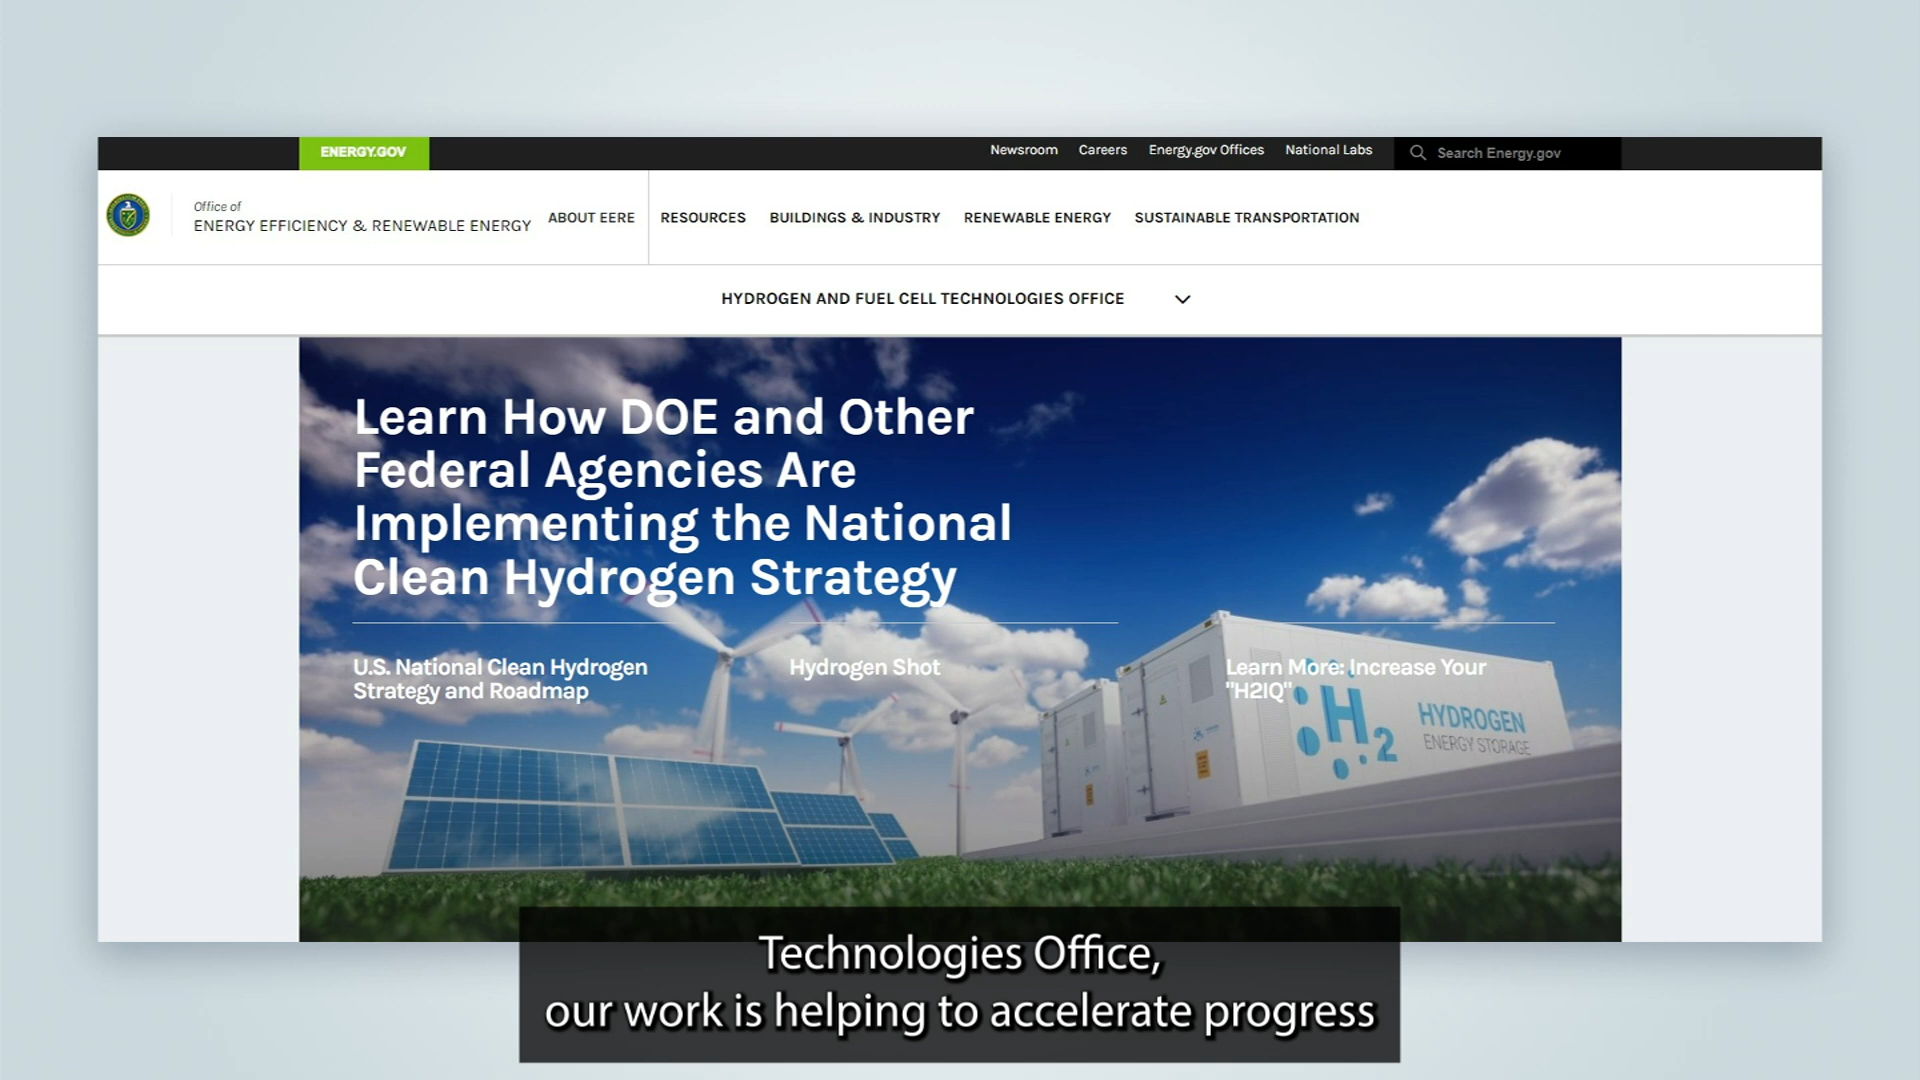 ENERGY.GOV
Newsroom Careers Energy.gov Offices National Labs Search Energy.gov
Office of
ENERGY EFFICIENCY & RENEWABLE ENERGY
ABOUT EERE RESOURCES BUILDINGS & INDUSTRY RENEWABLE ENERGY SUSTAINABLE TRANSPORTATION
HYDROGEN AND FUEL CELL TECHNOLOGIES OFFICE
Learn How DOE and Other
Federal Agencies Are
Implementing the National
Clean Hydrogen Strategy
U.S. National Clean Hydrogen
Strategy and Roadmap
Hydrogen Shot
Learn More: Increase Your
"H2IQ"
H2
HYDROGEN
ENERGY STORAGE
Technologies Office,
our work is helping to accelerate progress